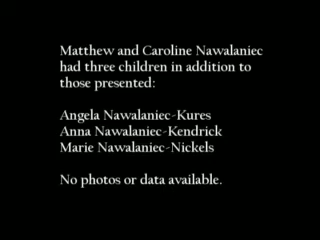 Matthew and Caroline Nawalaniec
had three children in addition to
those presented:
Angela Nawalaniec-Kures
Anna Nawalaniec-Kendrick
Marie Nawalaniec-Nickels
No photos or data available.